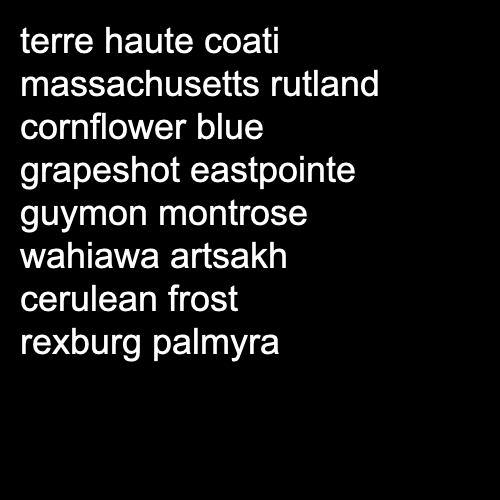 terre haute coati
massachusetts rutland
cornflower blue
grapeshot eastpointe
guymon montrose
wahiawa artsakh
cerulean frost
rexburg palmyra